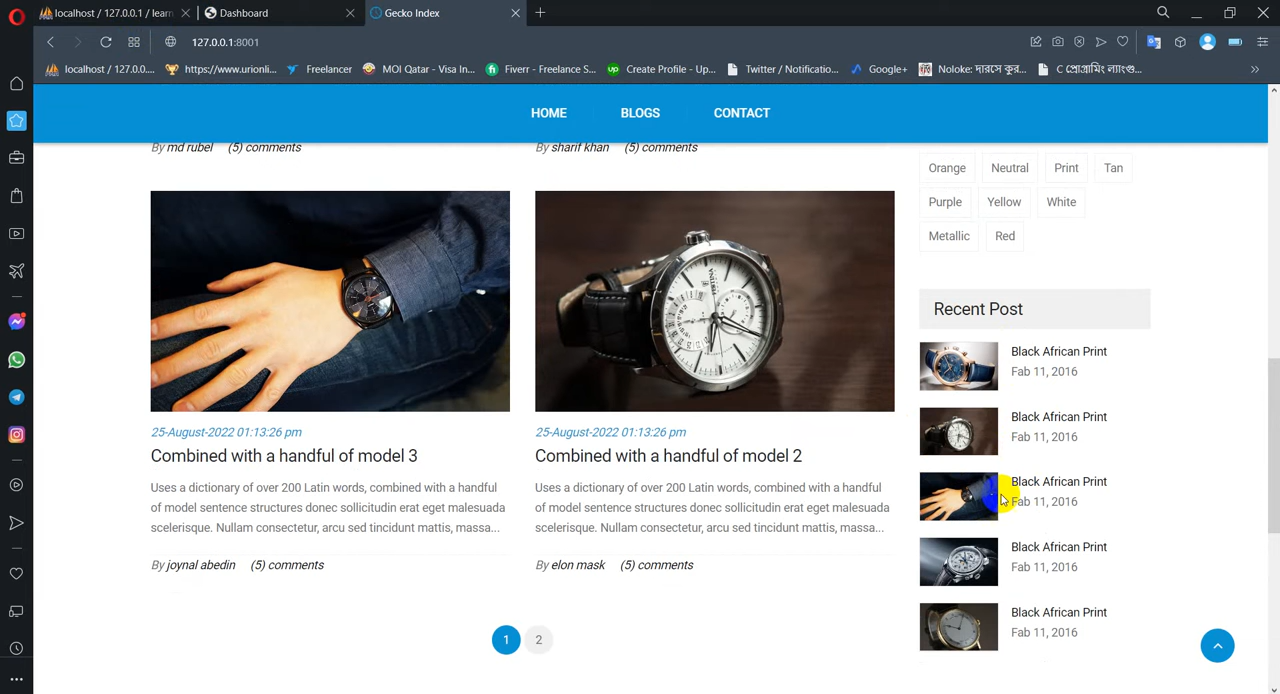 localhost / 127.0.0.1 / learn
Dashboard
Gecko Index
127.0.0.1:8001
localhost / 127.0.0....
https://www.urionli...
Freelancer
MOI Qatar - Visa In...
Fiverr - Freelance S...
Create Profile - Up...
Twitter / Notificatio...
Google+
Noloke: দারসে কুর...
C প্রোগ্রামিং ল্যাংগু...
HOME
BLOGS
CONTACT
By md rubel (5) comments
By sharif khan (5) comments
Orange Neutral Print Tan
Purple Yellow White
Metallic Red
25-August-2022 01:13:26 pm
Combined with a handful of model 3
Uses a dictionary of over 200 Latin words, combined with a handful
of model sentence structures donec sollicitudin erat eget malesuada
scelerisque. Nullam consectetur, arcu sed tincidunt mattis, massa...
By joynal abedin (5) comments
25-August-2022 01:13:26 pm
Combined with a handful of model 2
Uses a dictionary of over 200 Latin words, combined with a handful
of model sentence structures donec sollicitudin erat eget malesuada
scelerisque. Nullam consectetur, arcu sed tincidunt mattis, massa...
By elon mask (5) comments
1 2
Recent Post
Black African Print
Fab 11, 2016
Black African Print
Fab 11, 2016
Black African Print
Fab 11, 2016
Black African Print
Fab 11, 2016
Black African Print
Fab 11, 2016